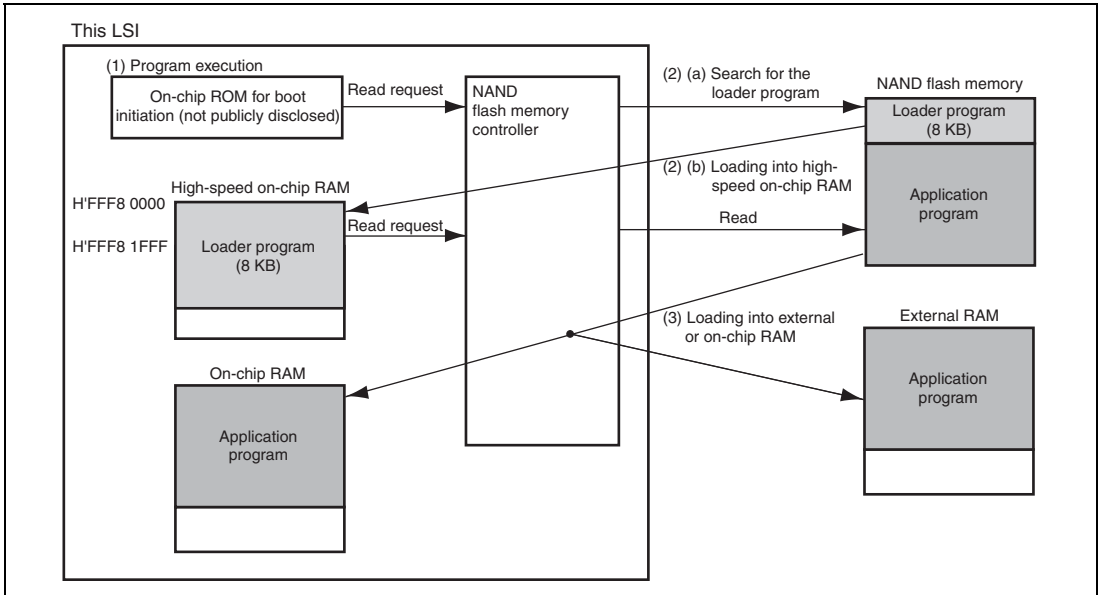 This LSI
(1) Program execution
On-chip ROM for boot
initiation (not publicly disclosed)
Read request
NAND
flash memory
controller
(2) (a) Search for the
loader program
NAND flash memory
Loader program
(8 KB)
Application
program
(2) (b) Loading into high-
speed on-chip RAM
High-speed on-chip RAM
H'FFF8 0000
H'FFF8 1FFF
Loader program
(8 KB)
Read request
Read
(3) Loading into external
or on-chip RAM
External RAM
Application
program
On-chip RAM
Application
program